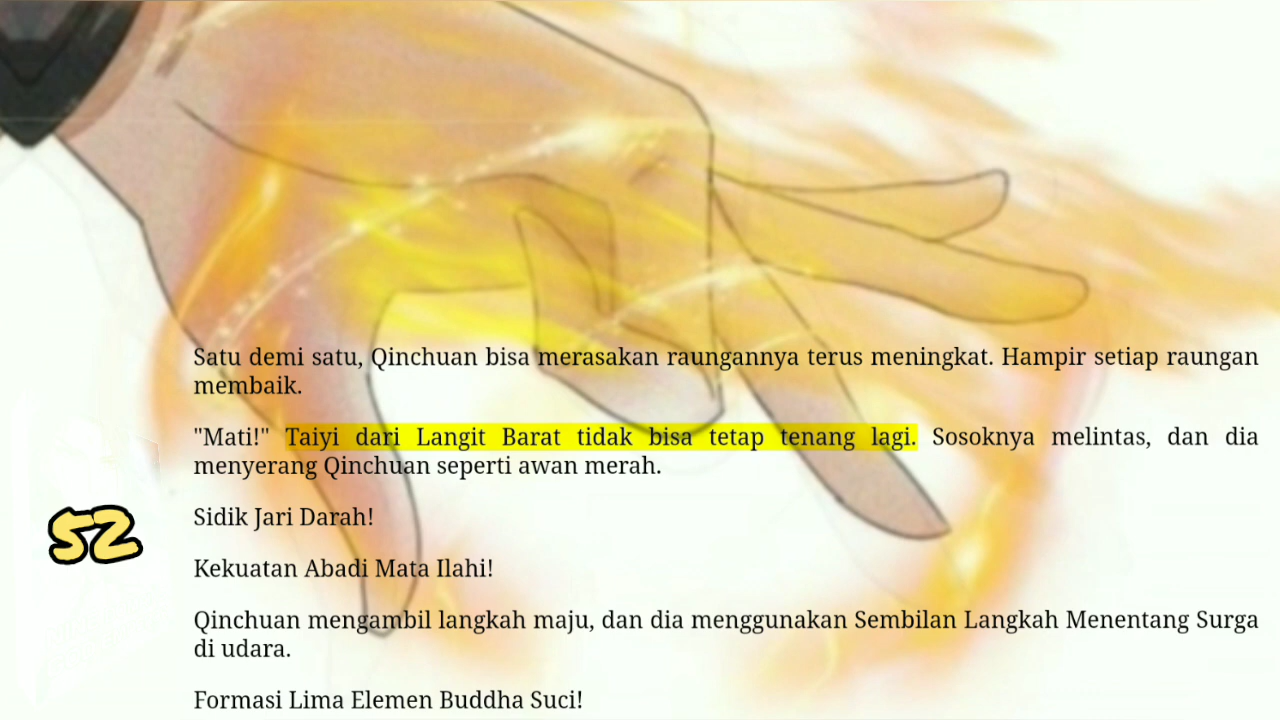 Satu demi satu, Qinchuan bisa merasakan raungannya terus meningkat. Hampir setiap raungan
membaik.
"Mati!" Taiyi dari Langit Barat tidak bisa tetap tenang lagi. Sosoknya melintas, dan dia
menyerang Qinchuan seperti awan merah.
Sidik Jari Darah!
SZ
Kekuatan Abadi Mata Ilahi!
Qinchuan mengambil langkah maju, dan dia menggunakan Sembilan Langkah Menentang Surga
di udara.
Formasi Lima Elemen Buddha Suci!